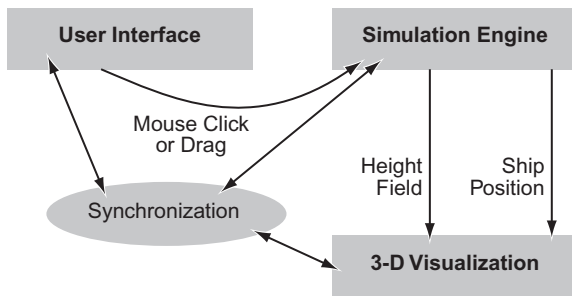 User Interface
Simulation Engine
Mouse Click
or Drag
Height
Field
Ship
Position
Synchronization
3-D Visualization